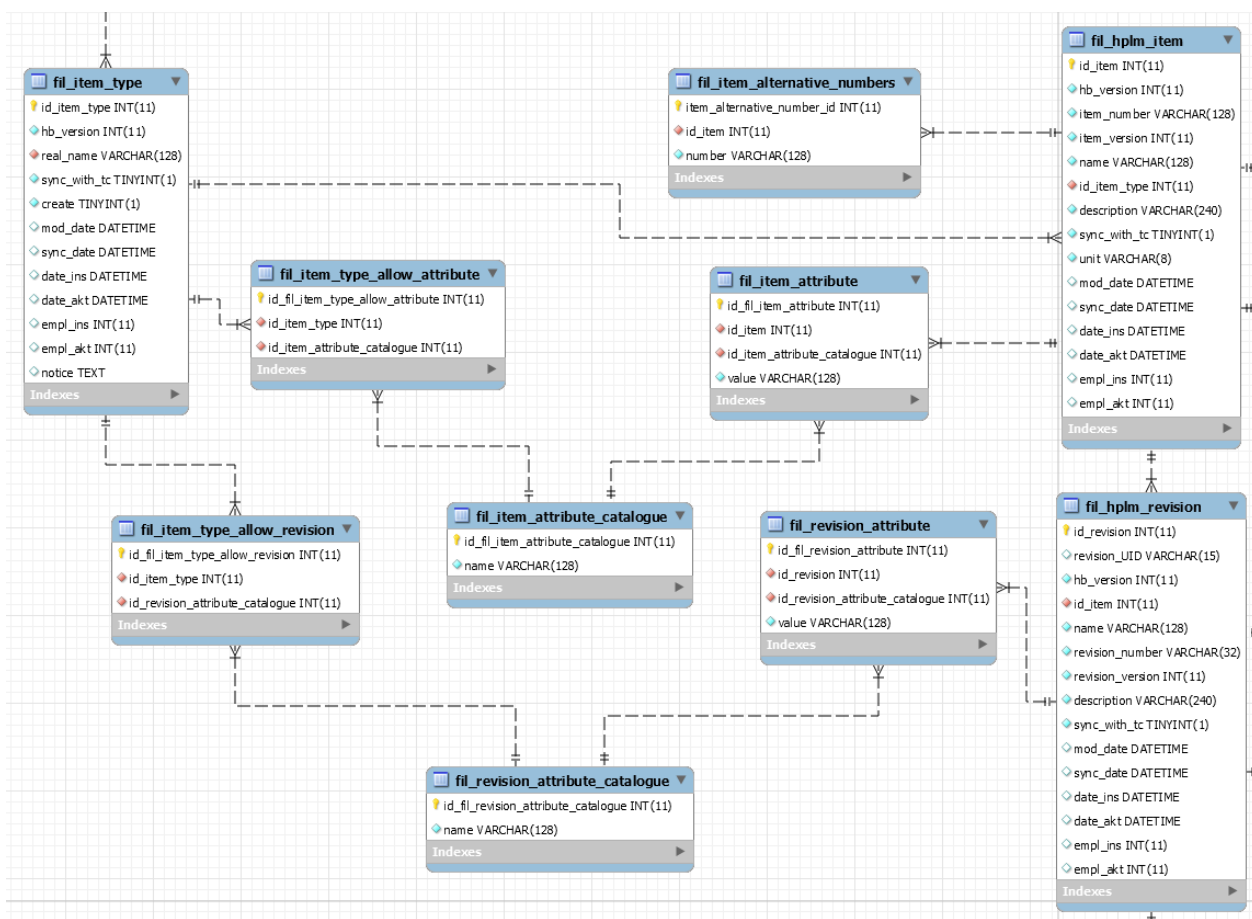 fil_item_type
id_item_type INT(11)
hb_version INT(11)
real_name VARCHAR(128)
sync_with_tc TINYINT(1)
create TINYINT(1)
mod_date DATETIME
sync_date DATETIME
date_ins DATETIME
date_akt DATETIME
empl_ins INT(11)
empl_akt INT(11)
notice TEXT
Indexes
fil_item_alternative_numbers
item_alternative_number_id INT(11)
id_item INT(11)
number VARCHAR(128)
Indexes
fil_hplm_item
id_item INT(11)
hb_version INT(11)
item_number VARCHAR(128)
item_version INT(11)
name VARCHAR(128)
id_item_type INT(11)
description VARCHAR(240)
sync_with_tc TINYINT(1)
unit VARCHAR(8)
mod_date DATETIME
sync_date DATETIME
date_ins DATETIME
date_akt DATETIME
empl_ins INT(11)
empl_akt INT(11)
Indexes
fil_item_type_allow_attribute
id_fil_item_type_allow_attribute INT(11)
id_item_type INT(11)
id_item_attribute_catalogue INT(11)
Indexes
fil_item_attribute
id_fil_item_attribute INT(11)
id_item INT(11)
id_item_attribute_catalogue INT(11)
value VARCHAR(128)
Indexes
fil_item_type_allow_revision
id_fil_item_type_allow_revision INT(11)
id_item_type INT(11)
id_revision_attribute_catalogue INT(11)
Indexes
fil_item_attribute_catalogue
id_fil_item_attribute_catalogue INT(11)
name VARCHAR(128)
Indexes
fil_revision_attribute
id_fil_revision_attribute INT(11)
id_revision INT(11)
id_revision_attribute_catalogue INT(11)
value VARCHAR(128)
Indexes
fil_hplm_revision
id_revision INT(11)
revision_UID VARCHAR(15)
hb_version INT(11)
id_item INT(11)
name VARCHAR(128)
revision_number VARCHAR(32)
revision_version INT(11)
description VARCHAR(240)
sync_with_tc TINYINT(1)
mod_date DATETIME
sync_date DATETIME
date_ins DATETIME
date_akt DATETIME
empl_ins INT(11)
empl_akt INT(11)
Indexes
fil_revision_attribute_catalogue
id_fil_revision_attribute_catalogue INT(11)
name VARCHAR(128)
Indexes